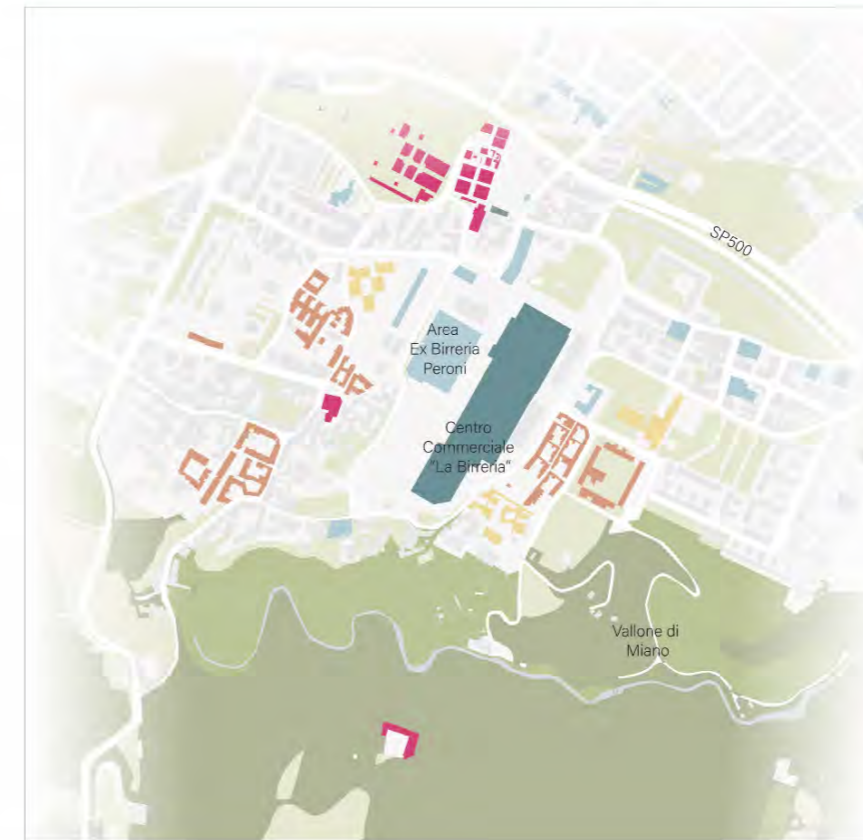 SP500
Area
Ex Birreria
Peroni
Centro
Commerciale
"La Birreria"
Vallone di
Miano